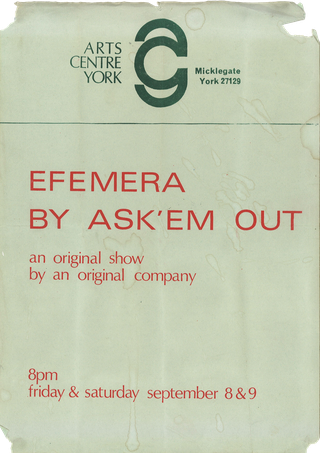 ARTS
CENTRE
YORK
Micklegate
York 27129
EFEMERA
BY ASK'EM OUT
an original show
by an original company
8pm
friday & saturday september 8 & 9